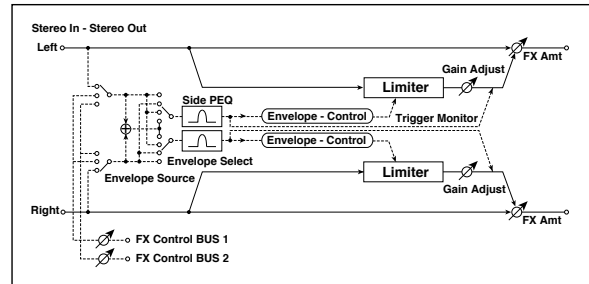 Stereo In - Stereo Out
Left
FX Amt
Gain Adjust
Limiter
Side PEQ
Envelope - Control
Trigger Monitor
Envelope - Control
Envelope Select
Envelope Source
Limiter
Gain Adjust
Right
FX Amt
FX Control BUS 1
FX Control BUS 2